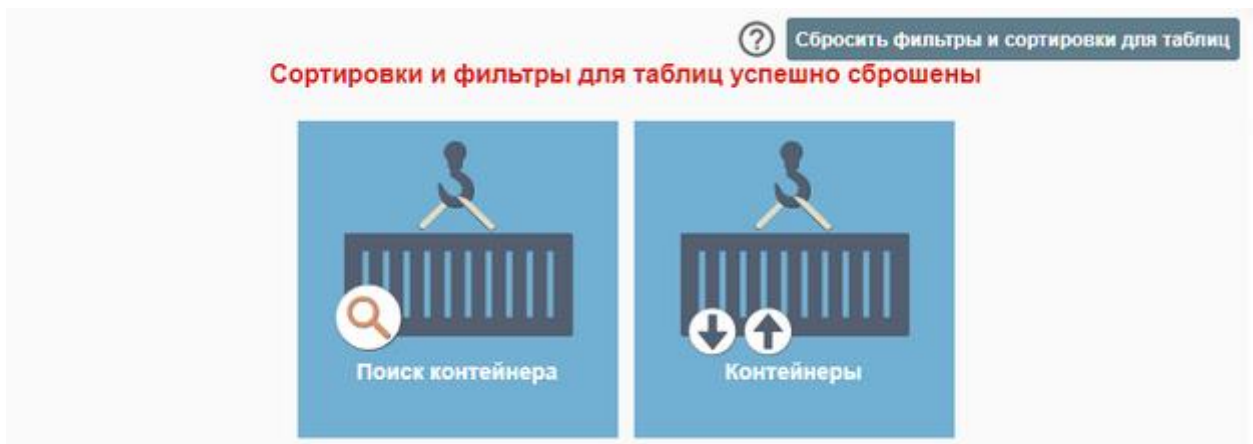 ? Сбросить фильтры и сортировки для таблиц
Сортировки и фильтры для таблиц успешно сброшены
Поиск контейнера
Контейнеры